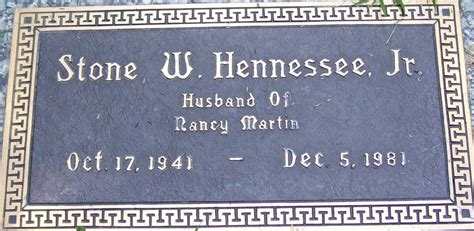 Stone W. Hennessee, Jr.
Husband Of
Nancy Martin
Oct. 17, 1941 - Dec. 5, 1981